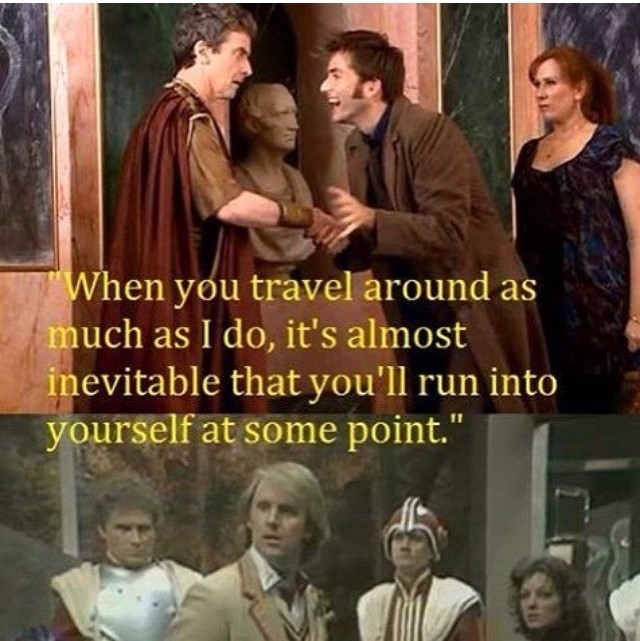 "When you travel around as
much as I do, it's almost
inevitable that you'll run into
yourself at some point."